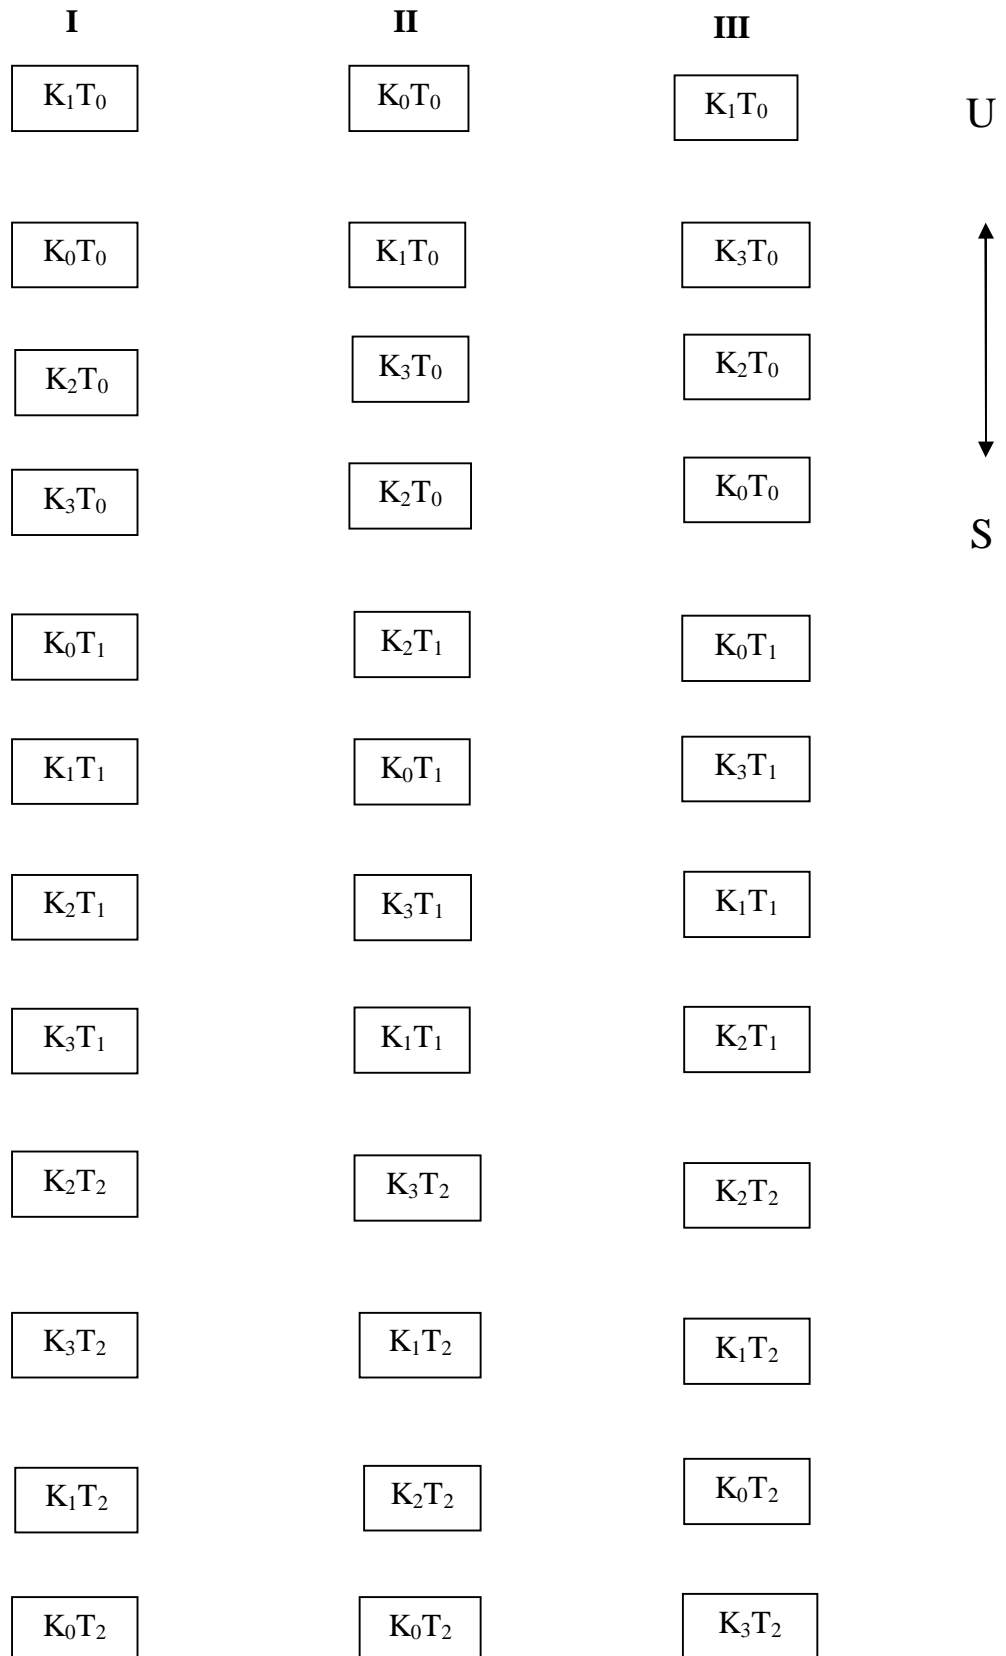 I II III
K₁T₀ K₀T₀ K₁T₀ U
K₀T₀ K₁T₀ K₃T₀
K₂T₀ K₃T₀ K₂T₀
K₃T₀ K₂T₀ K₀T₀
S
K₀T₁ K₂T₁ K₀T₁
K₁T₁ K₀T₁ K₃T₁
K₂T₁ K₃T₁ K₁T₁
K₃T₁ K₁T₁ K₂T₁
K₂T₂ K₃T₂ K₂T₂
K₃T₂ K₁T₂ K₁T₂
K₁T₂ K₂T₂ K₀T₂
K₀T₂ K₀T₂ K₃T₂